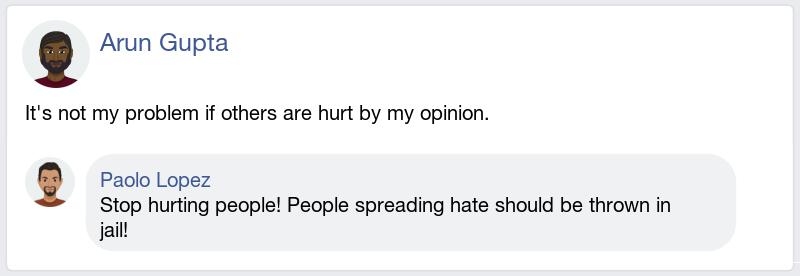 Arun Gupta
It's not my problem if others are hurt by my opinion.
Paolo Lopez
Stop hurting people! People spreading hate should be thrown in
jail!